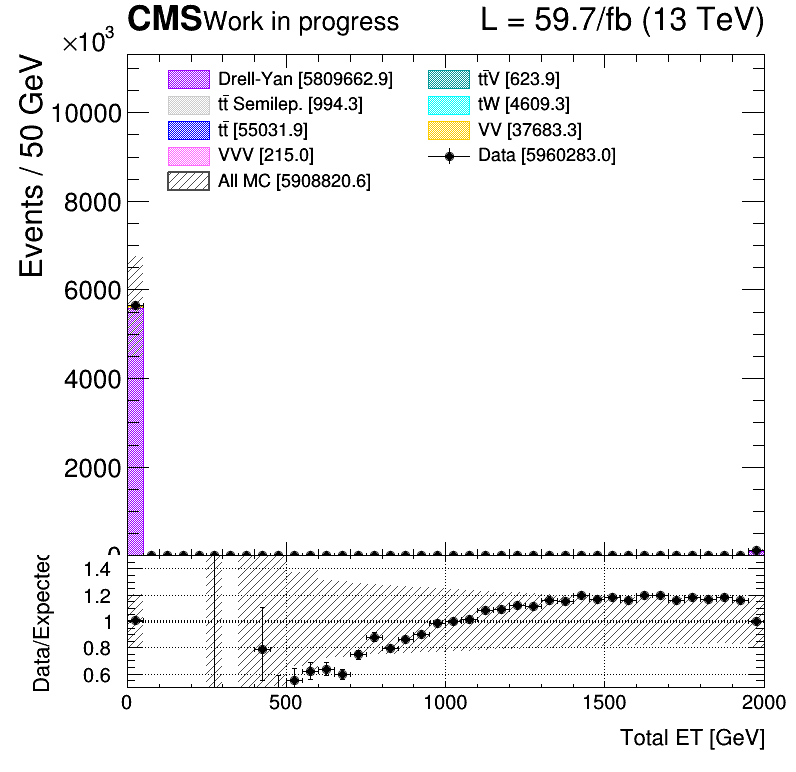 CMS Work in progress L = 59.7/fb (13 TeV)
×10³
Events / 50 GeV
Drell-Yan [5809662.9]
tt̄ Semilep. [994.3]
tt̄ [55031.9]
VVV [215.0]
All MC [5908820.6]
tt̄V [623.9]
tW [4609.3]
VV [37683.3]
Data [5960283.0]
10000
8000
6000
4000
2000
0
Data/Expected
1.4
1.2
1
0.8
0.6
0 500 1000 1500 2000
Total ET [GeV]